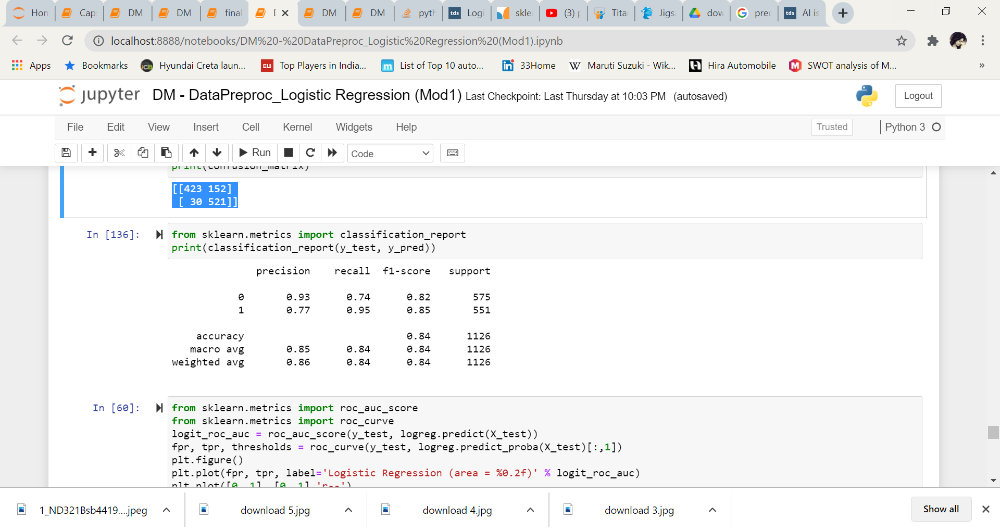 Hon Cap DM DM final [ DM DM pyth tds Logi skle (3) p Tita Jigs dow prec tds AI is
localhost:8888/notebooks/DM%20-%20DataPreproc_Logistic%20Regression%20(Mod1).ipynb
Apps Bookmarks ICB Hyundai Creta laun... EW Top Players in India... m List of Top 10 auto... in 33Home W Maruti Suzuki - Wik... H Hira Automobile M SWOT analysis of M... »
jupyter DM - DataPreproc_Logistic Regression (Mod1) Last Checkpoint: Last Thursday at 10:03 PM (autosaved) Logout
File Edit View Insert Cell Kernel Widgets Help Trusted Python 3
Run Code
print(confusion_matrix)
[[423 152]
[ 30 521]]
In [136]: from sklearn.metrics import classification_report
print(classification_report(y_test, y_pred))
precision recall f1-score support
0 0.93 0.74 0.82 575
1 0.77 0.95 0.85 551
accuracy 0.84 1126
macro avg 0.85 0.84 0.84 1126
weighted avg 0.86 0.84 0.84 1126
In [60]: from sklearn.metrics import roc_auc_score
from sklearn.metrics import roc_curve
logit_roc_auc = roc_auc_score(y_test, logreg.predict(X_test))
fpr, tpr, thresholds = roc_curve(y_test, logreg.predict_proba(X_test)[:,1])
plt.figure()
plt.plot(fpr, tpr, label='Logistic Regression (area = %0.2f)' % logit_roc_auc)
plt.plot([0, 1], [0, 1],'r--')
1_ND321Bsb4419....jpeg download 5.jpg download 4.jpg download 3.jpg Show all